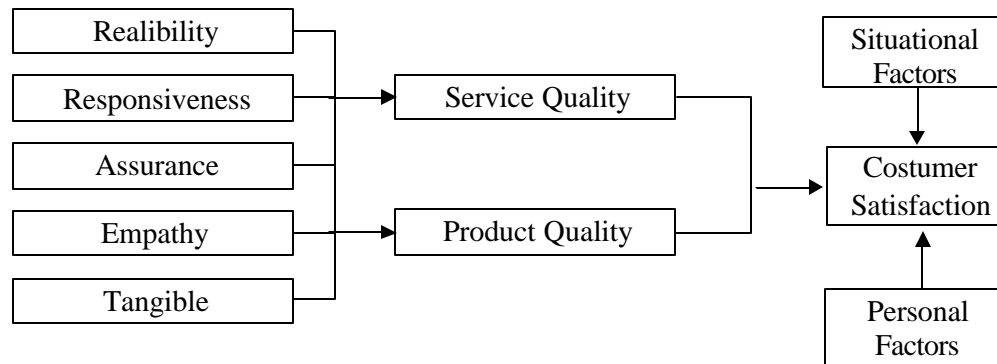 Realibility
Responsiveness
Assurance
Empathy
Tangible
Service Quality
Product Quality
Situational
Factors
Costumer
Satisfaction
Personal
Factors